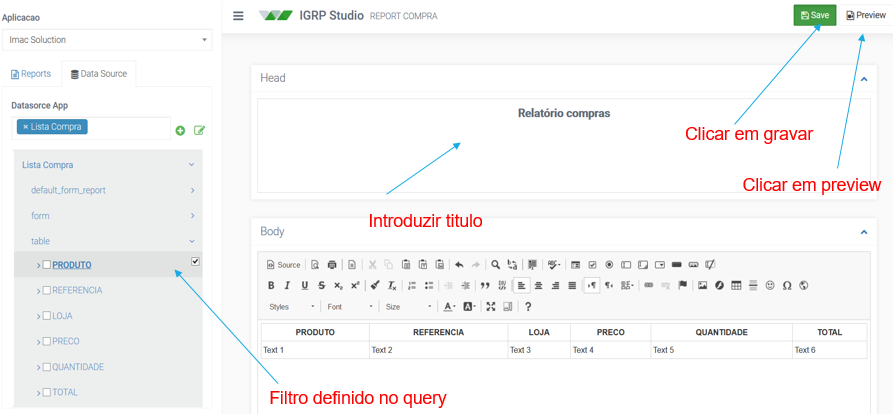 Aplicacao
Imac Soluction
Reports
Data Source
Datasorce App
× Lista Compra
Lista Compra
default_form_report
form
table
PRODUTO
REFERENCIA
LOJA
PRECO
QUANTIDADE
TOTAL
IGRP Studio REPORT COMPRA
Save
Preview
Head
Relatório compras
Clicar em gravar
Clicar em preview
Introduzir titulo
Body
Source
Styles Font Size
PRODUTO REFERENCIA LOJA PRECO QUANTIDADE TOTAL
Text 1 Text 2 Text 3 Text 4 Text 5 Text 6
Filtro definido no query